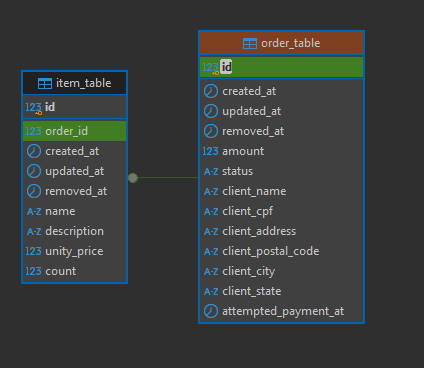 item_table
123 id
123 order_id
created_at
updated_at
removed_at
A-Z name
A-Z description
123 unity_price
123 count
order_table
123 id
created_at
updated_at
removed_at
123 amount
A-Z status
A-Z client_name
A-Z client_cpf
A-Z client_address
A-Z client_postal_code
A-Z client_city
A-Z client_state
attempted_payment_at